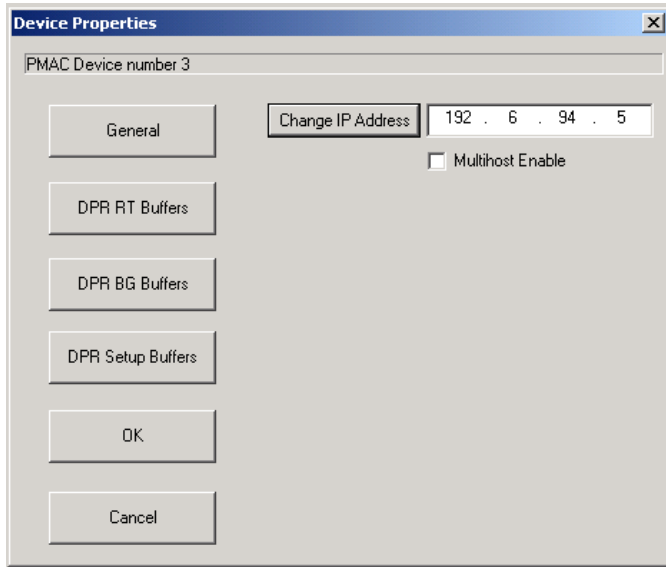 Device Properties
PMAC Device number 3
General
Change IP Address 192 . 6 . 94 . 5
Multihost Enable
DPR RT Buffers
DPR BG Buffers
DPR Setup Buffers
OK
Cancel